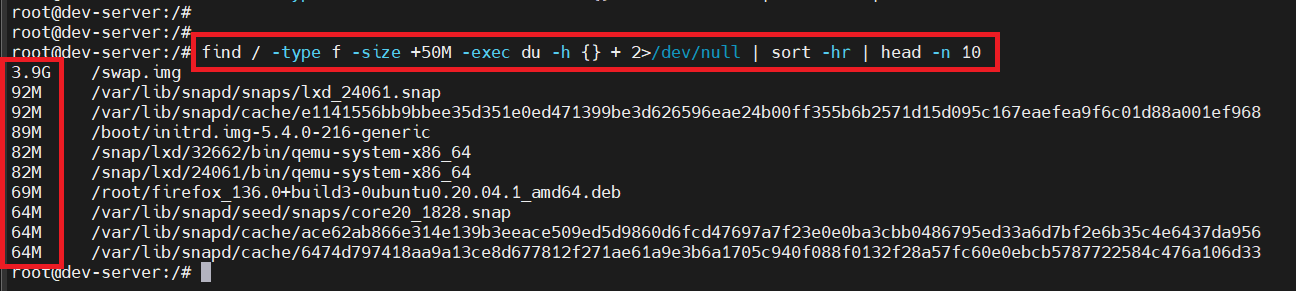 root@dev-server:/#
root@dev-server:/#
root@dev-server:/# find / -type f -size +50M -exec du -h {} + 2>/dev/null | sort -hr | head -n 10
3.9G /swap.img
92M /var/lib/snapd/snaps/lxd_24061.snap
92M /var/lib/snapd/cache/e1141556bb9bbee35d351e0ed471399be3d626596eae24b00ff355b6b2571d15d095c167eaefea9f6c01d88a001ef968
89M /boot/initrd.img-5.4.0-216-generic
82M /snap/lxd/32662/bin/qemu-system-x86_64
82M /snap/lxd/24061/bin/qemu-system-x86_64
69M /root/firefox_136.0+build3-0ubuntu0.20.04.1_amd64.deb
64M /var/lib/snapd/seed/snaps/core20_1828.snap
64M /var/lib/snapd/cache/ace62ab866e314e139b3eeace509ed5d9860d6fcd47697a7f23e0e0ba3cbb0486795ed33a6d7bf2e6b35c4e6437da956
64M /var/lib/snapd/cache/6474d797418aa9a13ce8d677812f271ae61a9e3b6a1705c940f088f0132f28a57fc60e0ebcb5787722584c476a106d33
root@dev-server:/#